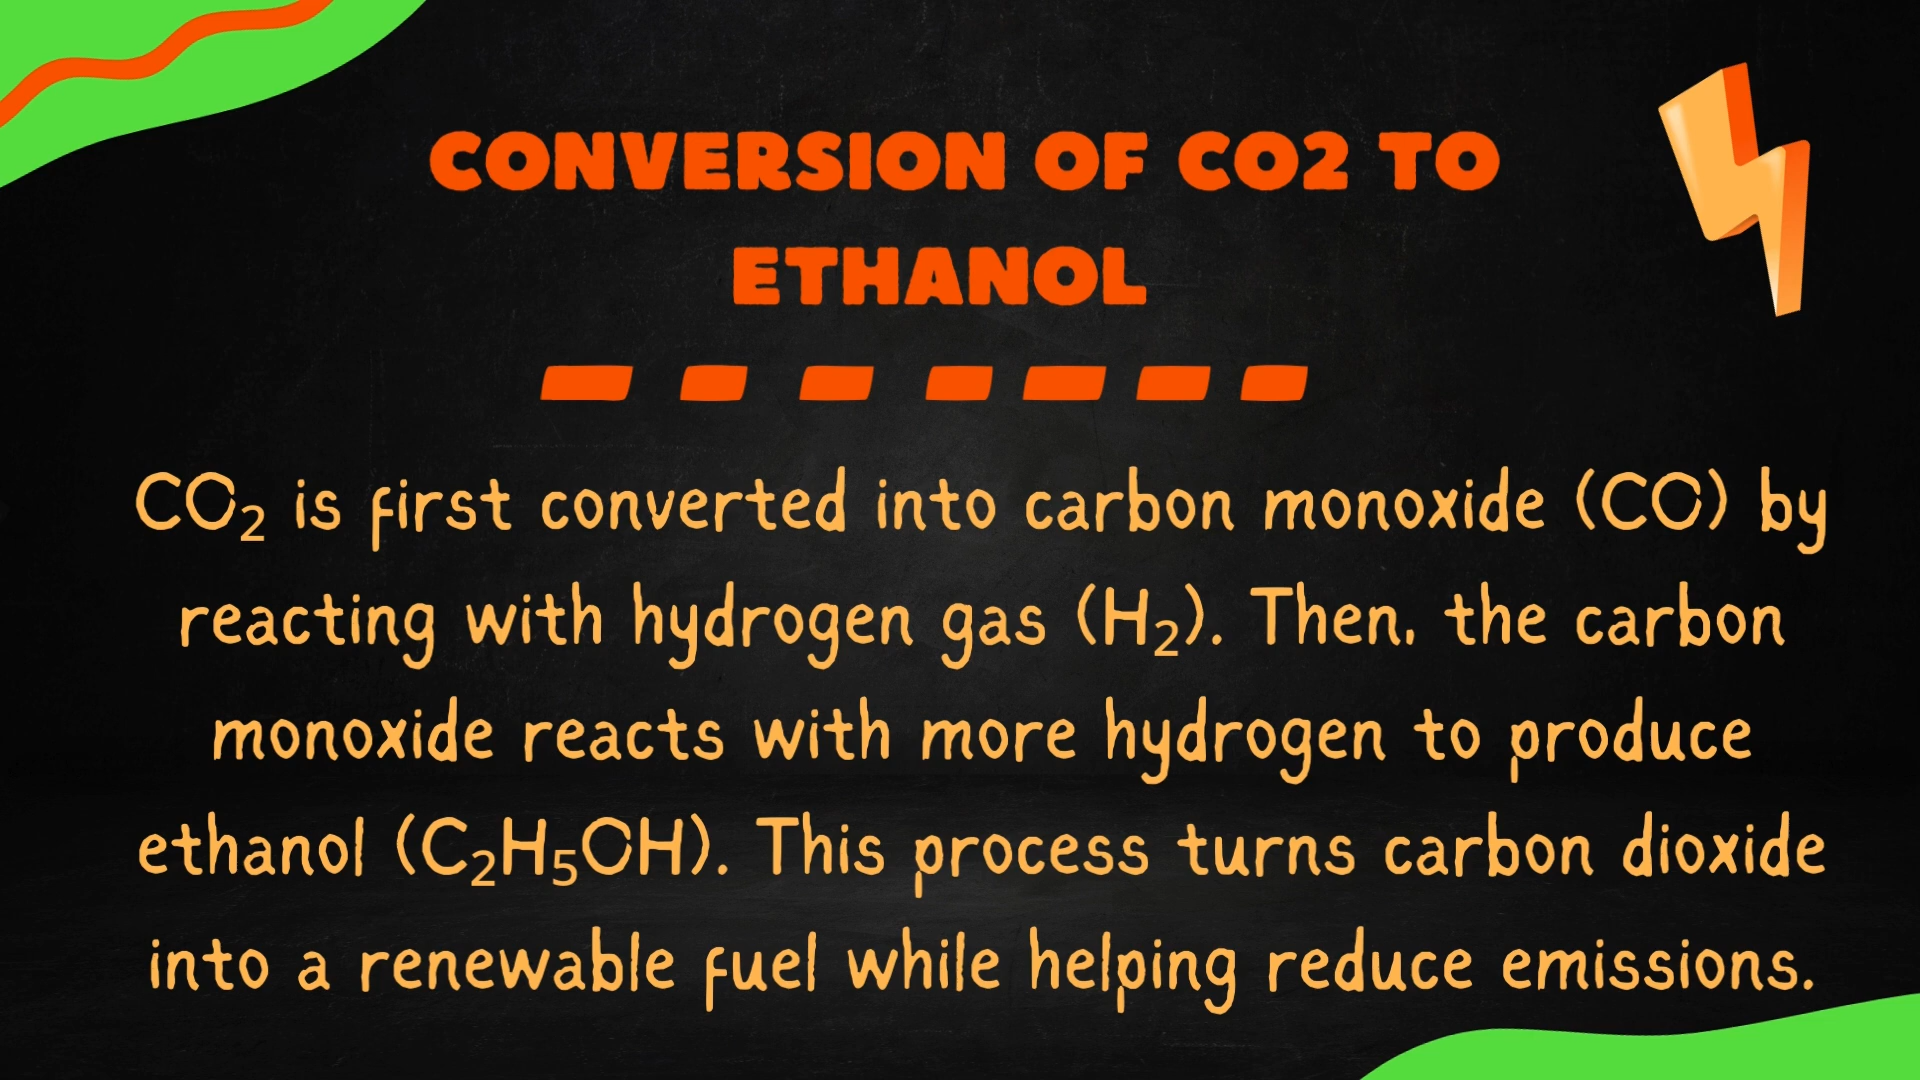 CONVERSION OF CO2 TO
ETHANOL
CO₂ is first converted into carbon monoxide (CO) by
reacting with hydrogen gas (H₂). Then, the carbon
monoxide reacts with more hydrogen to produce
ethanol (C₂H₅OH). This process turns carbon dioxide
into a renewable fuel while helping reduce emissions.